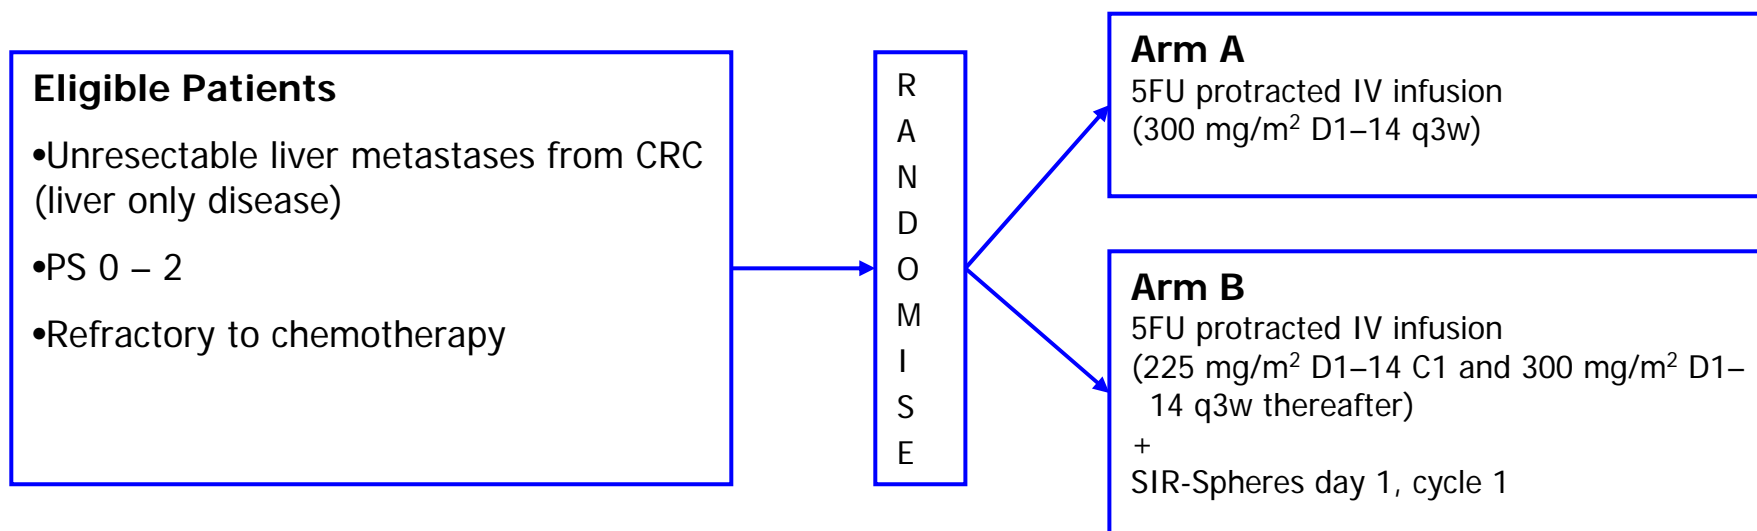 Eligible Patients
•Unresectable liver metastases from CRC
(liver only disease)
•PS 0 – 2
•Refractory to chemotherapy
R
A
N
D
O
M
I
S
E
Arm A
5FU protracted IV infusion
(300 mg/m² D1–14 q3w)
Arm B
5FU protracted IV infusion
(225 mg/m² D1–14 C1 and 300 mg/m² D1–
14 q3w thereafter)
+
SIR-Spheres day 1, cycle 1